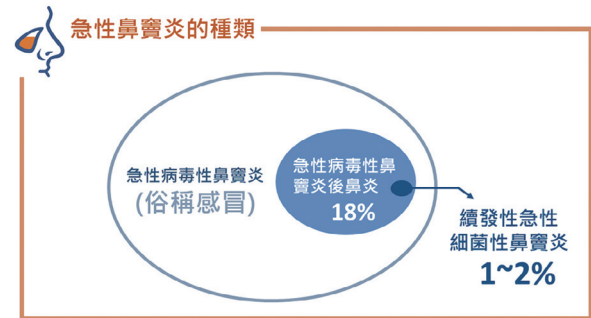 急性鼻竇炎的種類
急性病毒性鼻竇炎
(俗稱感冒)
急性病毒性鼻
竇炎後鼻炎
18%
續發性急性
細菌性鼻竇炎
1~2%